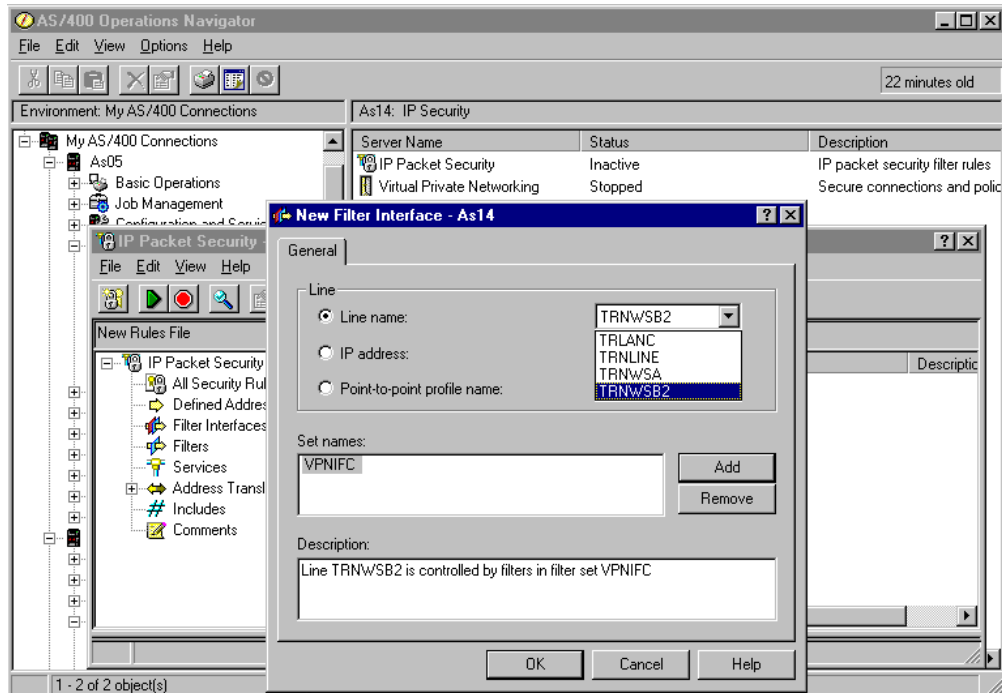 AS/400 Operations Navigator
File Edit View Options Help
22 minutes old
Environment: My AS/400 Connections
As14: IP Security
My AS/400 Connections
As05
Basic Operations
Job Management
Server Name Status Description
IP Packet Security Inactive IP packet security filter rules
Virtual Private Networking Stopped Secure connections and polic
IP Packet Security -
File Edit View Help
New Rules File
IP Packet Security
All Security Rul
Defined Addres
Filter Interfaces
Filters
Services
Address Transl
Includes
Comments
Descriptic
New Filter Interface - As14
General
Line
Line name: TRNWSB2
TRLANC
TRNLINE
TRNWSA
TRNWSB2
IP address:
Point-to-point profile name:
Set names:
VPNIFC
Add
Remove
Description:
Line TRNWSB2 is controlled by filters in filter set VPNIFC
OK Cancel Help
1 - 2 of 2 object(s)